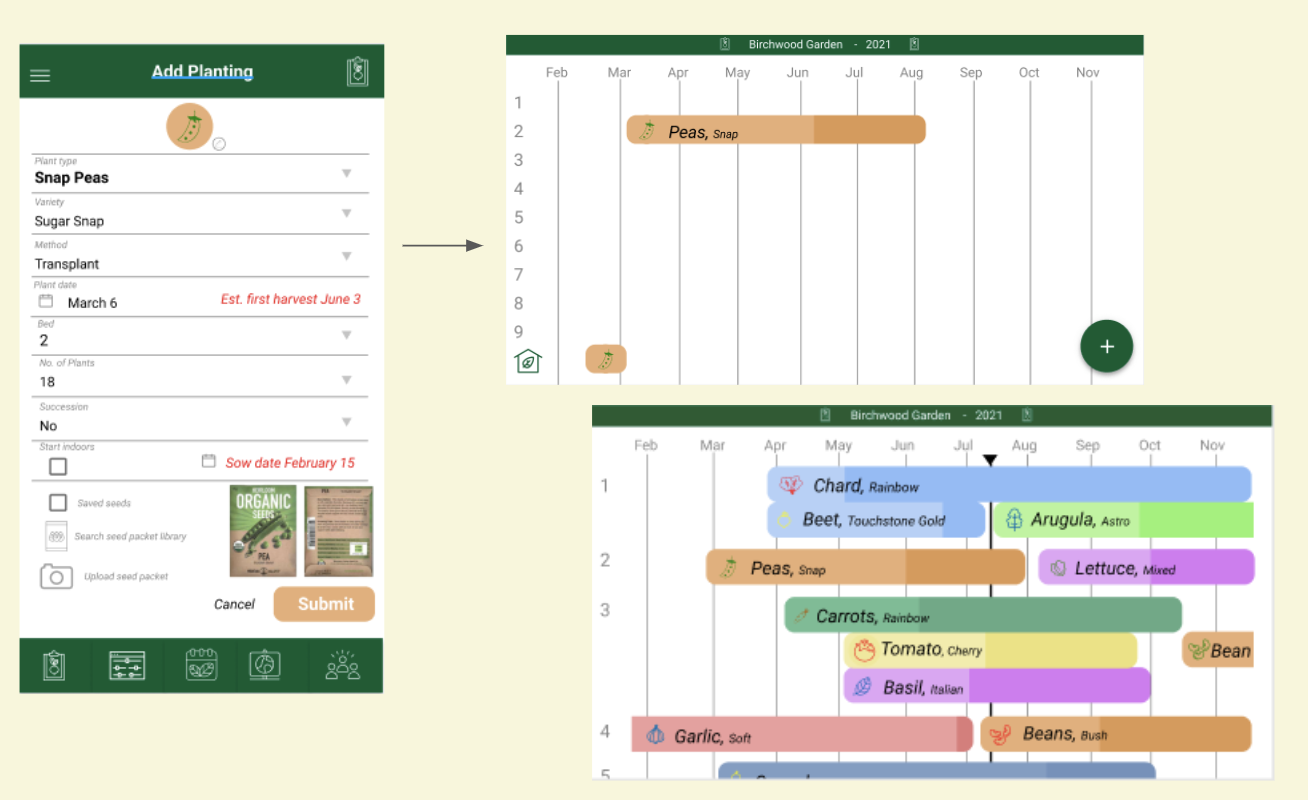 Add Planting
Plant type
Snap Peas
Variety
Sugar Snap
Method
Transplant
Plant date
March 6
Est. first harvest June 3
Bed
2
No. of Plants
18
Succession
No
Start indoors
Sow date February 15
Saved seeds
Search seed packet library
Upload seed packet
ORGANIC
SEEDS
PEA
PEA
Cancel
Submit
Birchwood Garden - 2021
Feb Mar Apr May Jun Jul Aug Sep Oct Nov
1
2
Peas, Snap
3
4
5
6
7
8
9
+
Birchwood Garden - 2021
Feb Mar Apr May Jun Jul Aug Sep Oct Nov
1
Chard, Rainbow
Beet, Touchstone Gold
Arugula, Astro
2
Peas, Snap
Lettuce, Mixed
3
Carrots, Rainbow
Tomato, Cherry
Bean
Basil, Italian
4
Garlic, Soft
Beans, Bush
5